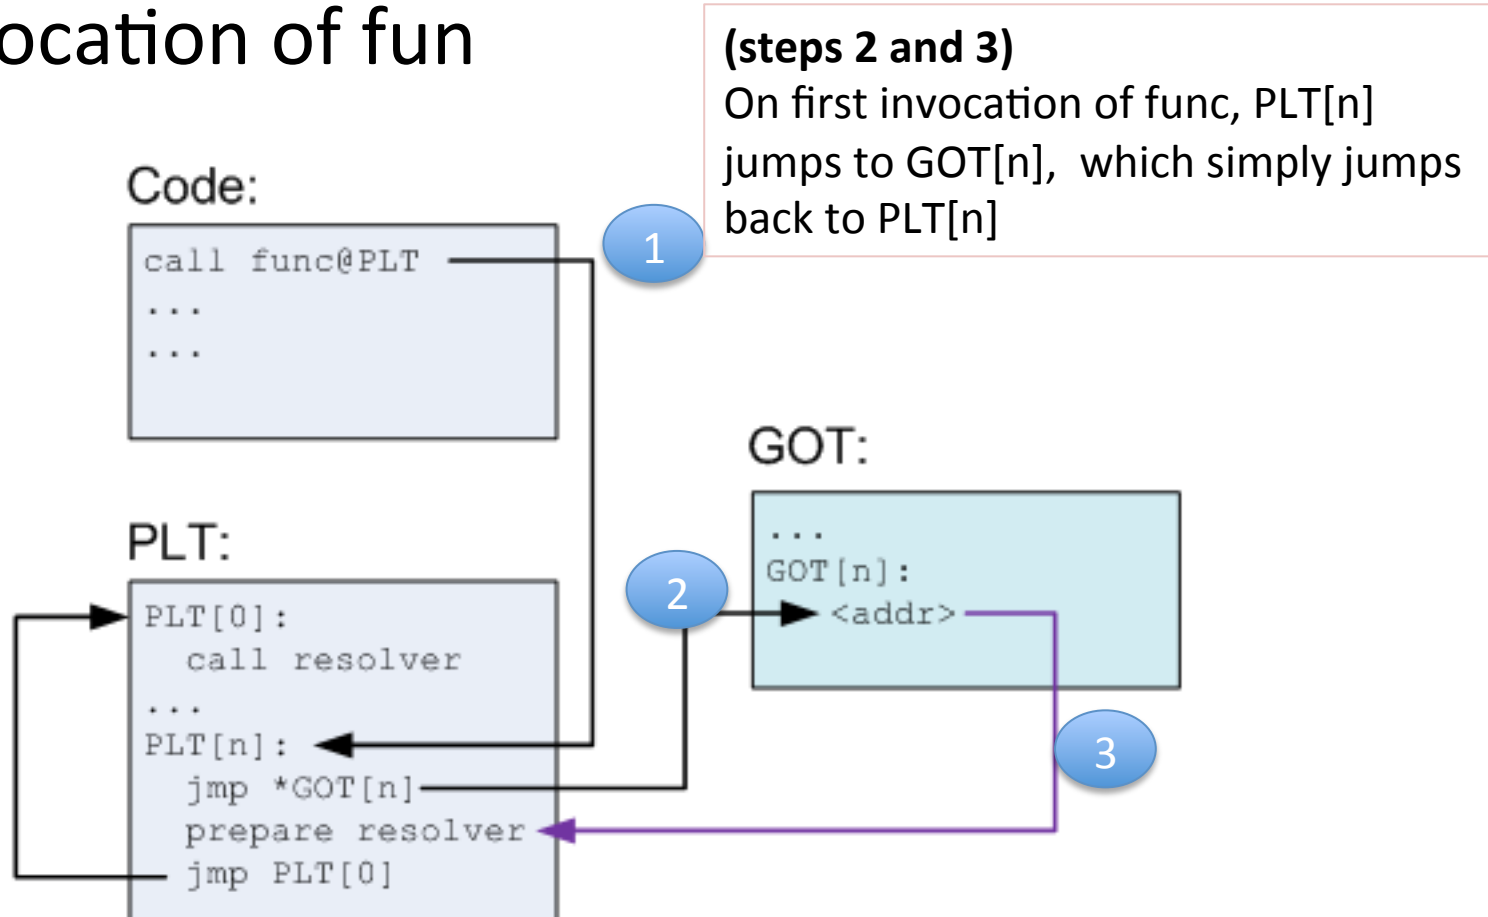 ocation of fun
(steps 2 and 3)
On first invocation of func, PLT[n]
jumps to GOT[n], which simply jumps
back to PLT[n]
Code:
1
call func@PLT
...
...
GOT:
...
GOT[n]:
<addr>
2
3
PLT:
PLT[0]:
call resolver
...
PLT[n]:
jmp *GOT[n]
prepare resolver
jmp PLT[0]